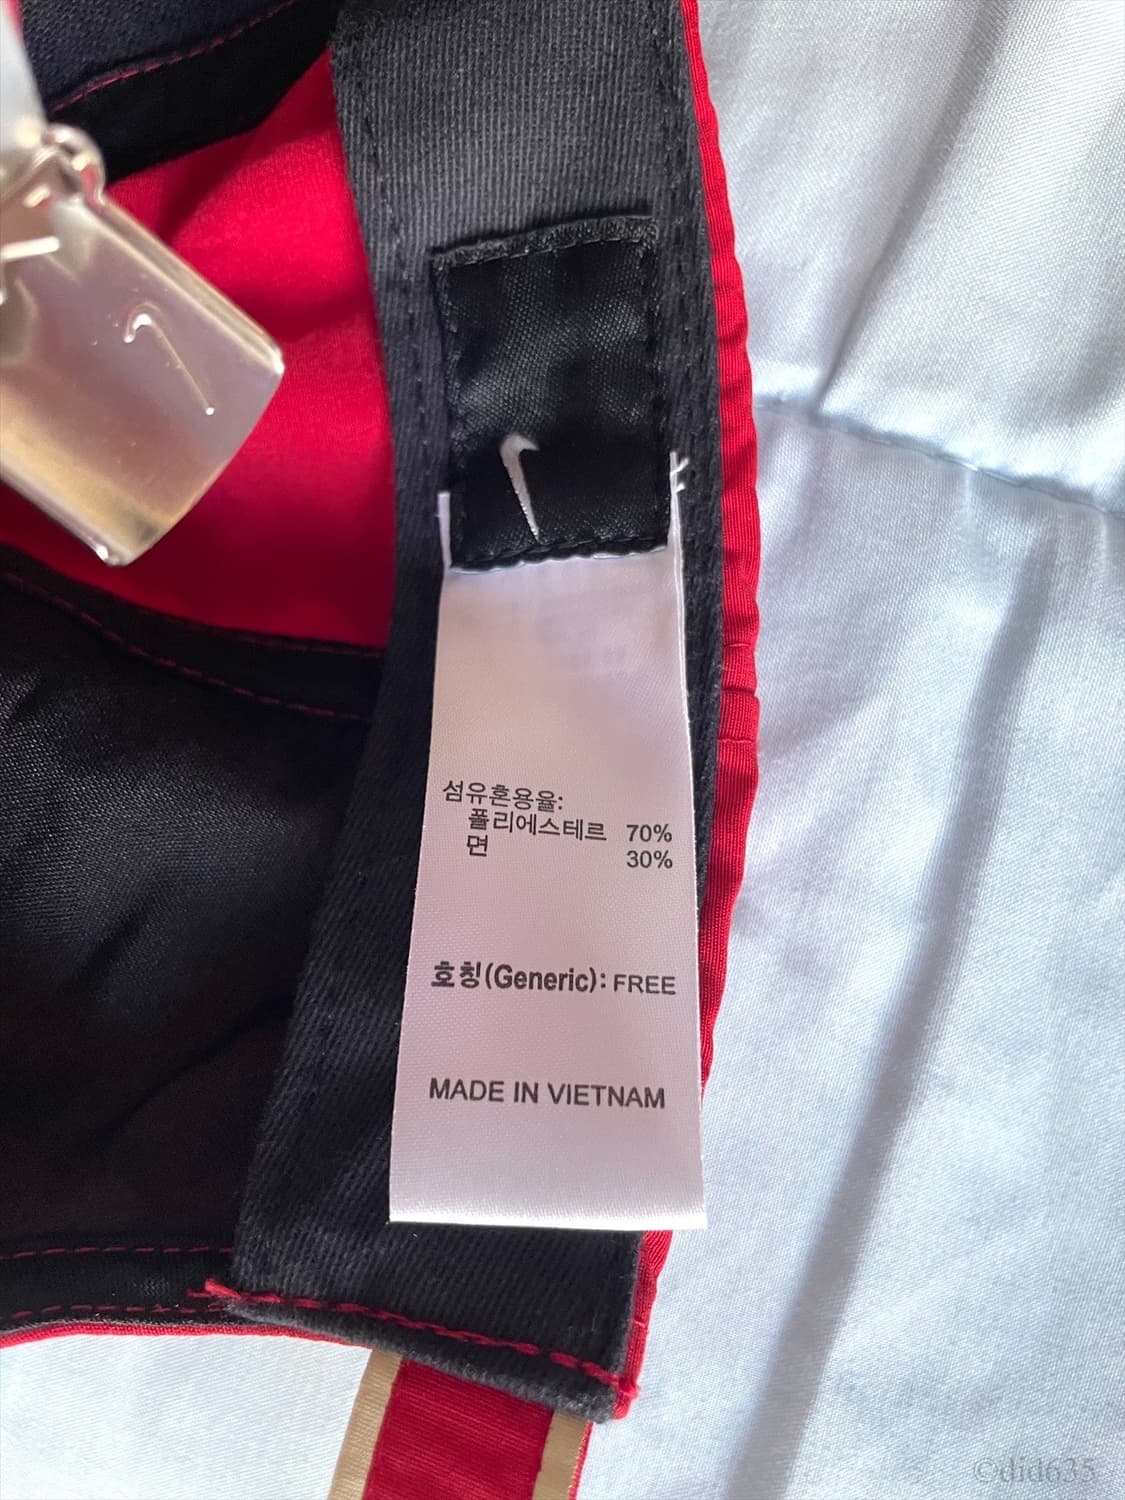 섬유혼용율:
폴리에스테르 70%
면 30%
호칭(Generic): FREE
MADE IN VIETNAM
©did635